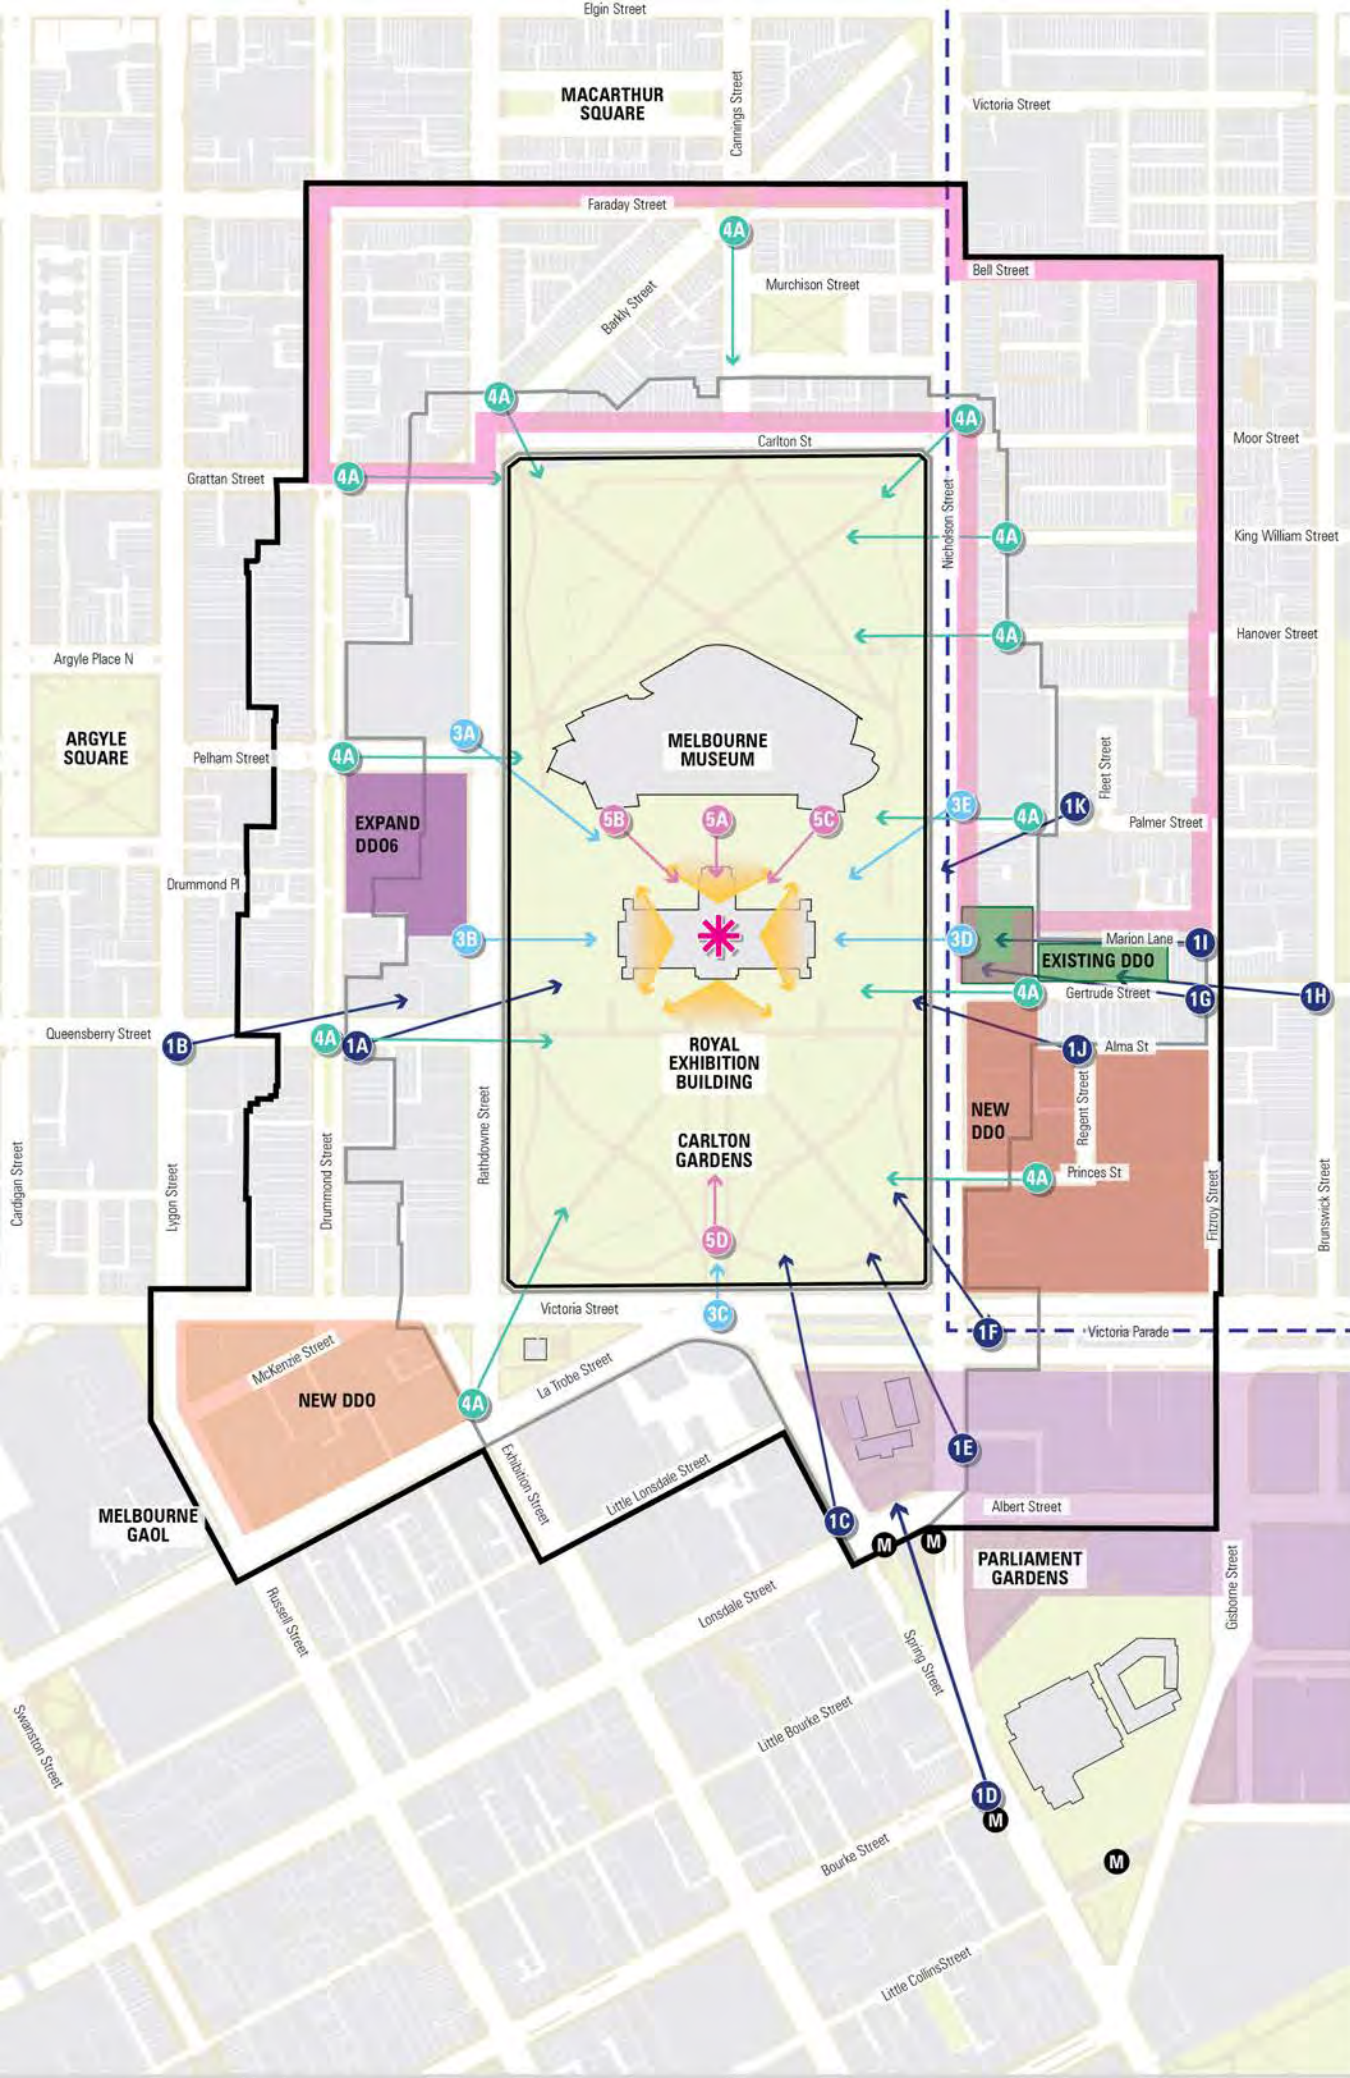 Elgin Street
MACARTHUR
SQUARE
Cannings Street
Victoria Street
Faraday Street
4A
Bell Street
Murchison Street
Barkly Street
4A
4A
Carlton St
Moor Street
Grattan Street
4A
Nicholson Street
4A
King William Street
4A
Hanover Street
Argyle Place N
ARGYLE
SQUARE
3A
MELBOURNE
MUSEUM
Pelham Street
4A
Fleet Street
EXPAND
DDO6
5B
5A
5C
3E
4A
1K
Palmer Street
Drummond Pl
3B
3D
Marion Lane
1I
EXISTING DDO
4A
Gertrude Street
1G
1H
Queensberry Street
1B
4A
1A
ROYAL
EXHIBITION
BUILDING
1J
Alma St
NEW
DDO
Regent Street
CARLTON
GARDENS
4A
Princes St
Cardigan Street
Lygon Street
Drummond Street
Rathdowne Street
Fitzroy Street
Brunswick Street
5D
3C
Victoria Street
1F
Victoria Parade
McKenzie Street
La Trobe Street
NEW DDO
4A
Exhibition Street
Little Lonsdale Street
1E
Albert Street
MELBOURNE
GAOL
1C
M
M
PARLIAMENT
GARDENS
Gisborne Street
Russell Street
Lonsdale Street
Spring Street
Swanston Street
Little Bourke Street
1D
M
Bourke Street
M
Little CollinsStreet